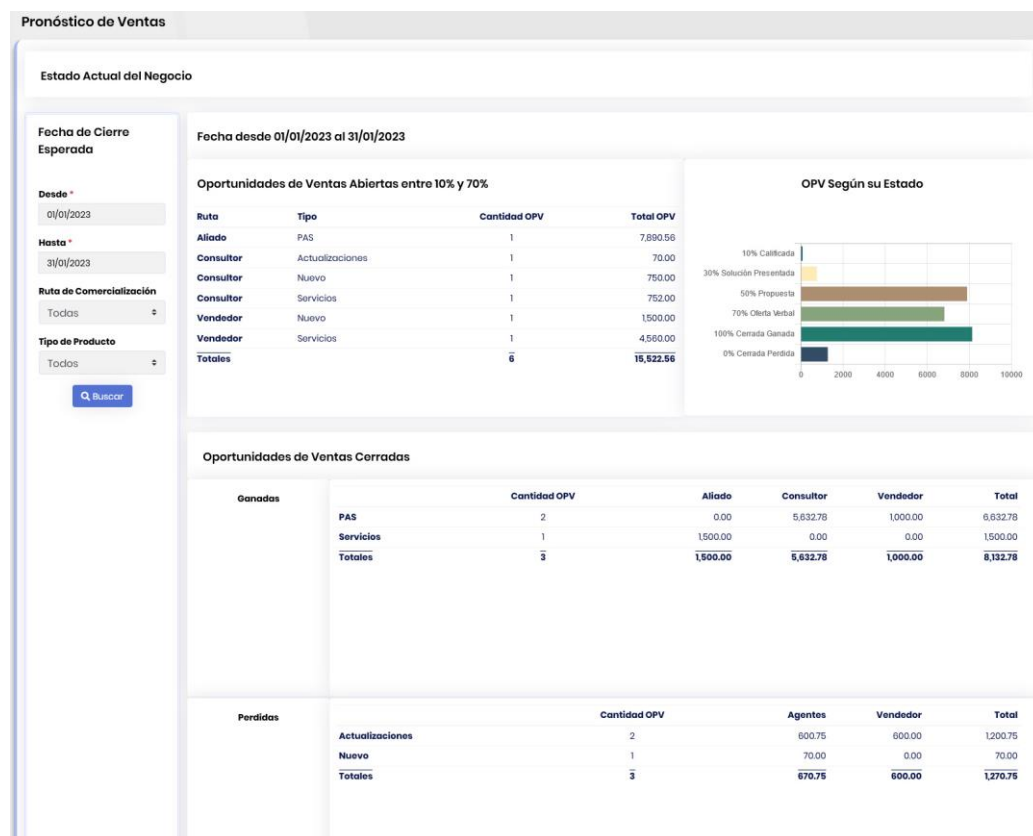 Pronóstico de Ventas
Estado Actual del Negocio
Fecha de Cierre
Esperada
Desde *
01/01/2023
Hasta *
31/01/2023
Ruta de Comercialización
Todas
Tipo de Producto
Todos
Buscar
Fecha desde 01/01/2023 al 31/01/2023
Oportunidades de Ventas Abiertas entre 10% y 70%
Ruta Tipo Cantidad OPV Total OPV
Aliado PAS 1 7,890.56
Consultor Actualizaciones 1 70.00
Consultor Nuevo 1 750.00
Consultor Servicios 1 752.00
Vendedor Nuevo 1 1,500.00
Vendedor Servicios 1 4,560.00
Totales 6 15,522.56
OPV Según su Estado
10% Calificada
30% Solución Presentada
50% Propuesta
70% Oferta Verbal
100% Cerrada Ganada
0% Cerrada Perdida
0 2000 4000 6000 8000 10000
Oportunidades de Ventas Cerradas
Ganadas
Cantidad OPV Aliado Consultor Vendedor Total
PAS 2 0.00 5,632.78 1,000.00 6,632.78
Servicios 1 1,500.00 0.00 0.00 1,500.00
Totales 3 1,500.00 5,632.78 1,000.00 8,132.78
Perdidas
Cantidad OPV Agentes Vendedor Total
Actualizaciones 2 600.75 600.00 1,200.75
Nuevo 1 70.00 0.00 70.00
Totales 3 670.75 600.00 1,270.75